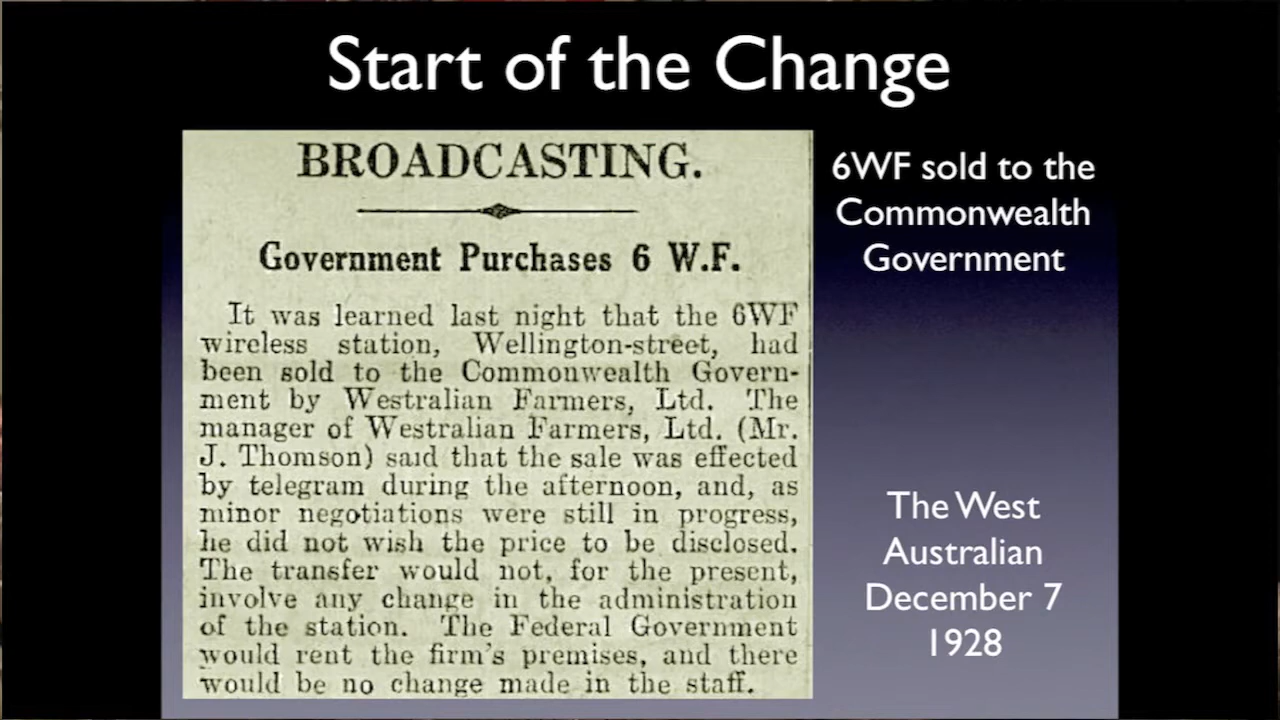 Start of the Change
BROADCASTING.
Government Purchases 6 W.F.
It was learned last night that the 6WF
wireless station, Wellington-street, had
been sold to the Commonwealth Govern-
ment by Westralian Farmers, Ltd. The
manager of Westralian Farmers, Ltd. (Mr.
J. Thomson) said that the sale was effected
by telegram during the afternoon, and, as
minor negotiations were still in progress,
he did not wish the price to be disclosed.
The transfer would not, for the present,
involve any change in the administration
of the station. The Federal Government
would rent the firm's premises, and there
would be no change made in the staff.
6WF sold to the
Commonwealth
Government
The West
Australian
December 7
1928